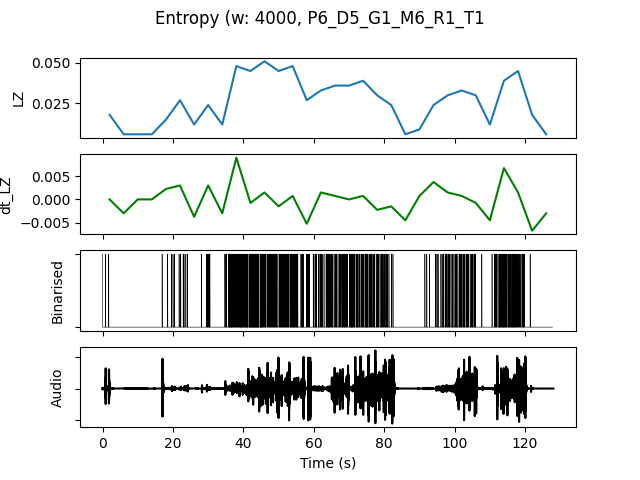 Entropy (w: 4000, P6_D5_G1_M6_R1_T1
0.050
0.025
LZ
0.005
0.000
−0.005
dt_LZ
Binarised
Audio
0 20 40 60 80 100 120
Time (s)